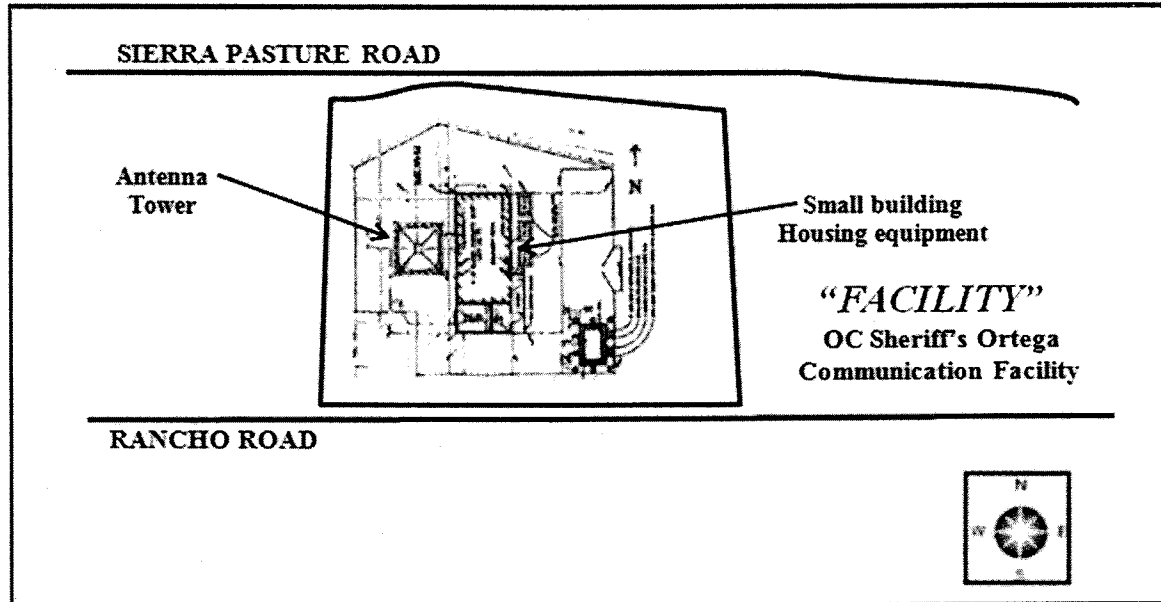 SIERRA PASTURE ROAD
Antenna
Tower
N
Small building
Housing equipment
“FACILITY”
OC Sheriff's Ortega
Communication Facility
RANCHO ROAD
N
W E
S